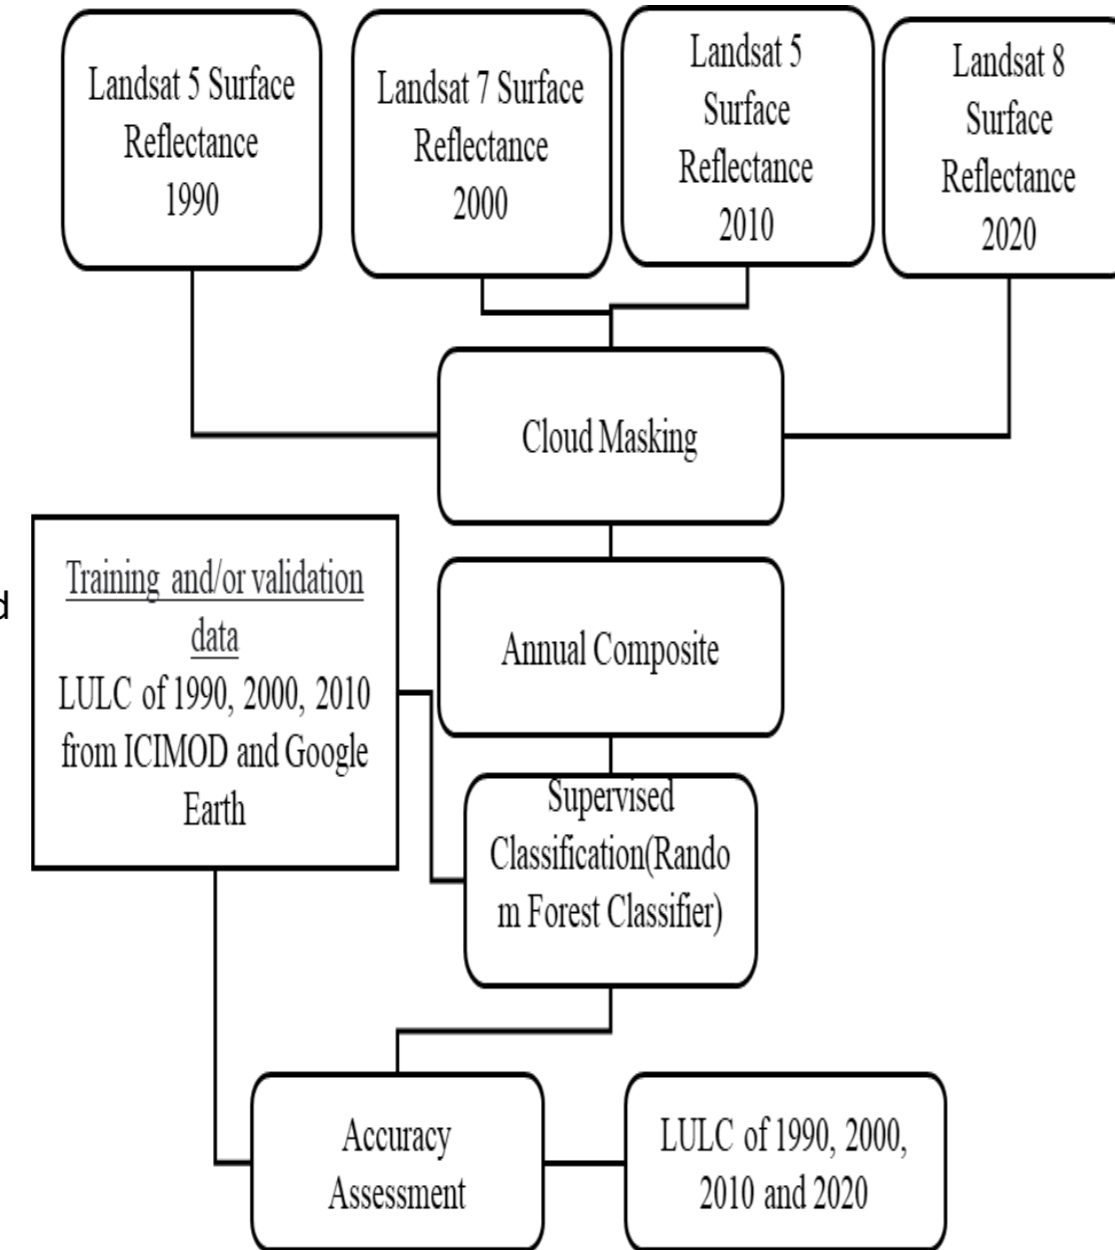 Landsat 5 Surface
Reflectance
1990
Landsat 7 Surface
Reflectance
2000
Landsat 5
Surface
Reflectance
2010
Landsat 8
Surface
Reflectance
2020
Cloud Masking
d
Training and/or validation
data
LULC of 1990, 2000, 2010
from ICIMOD and Google
Earth
Annual Composite
Supervised
Classification(Rando
m Forest Classifier)
Accuracy
Assessment
LULC of 1990, 2000,
2010 and 2020